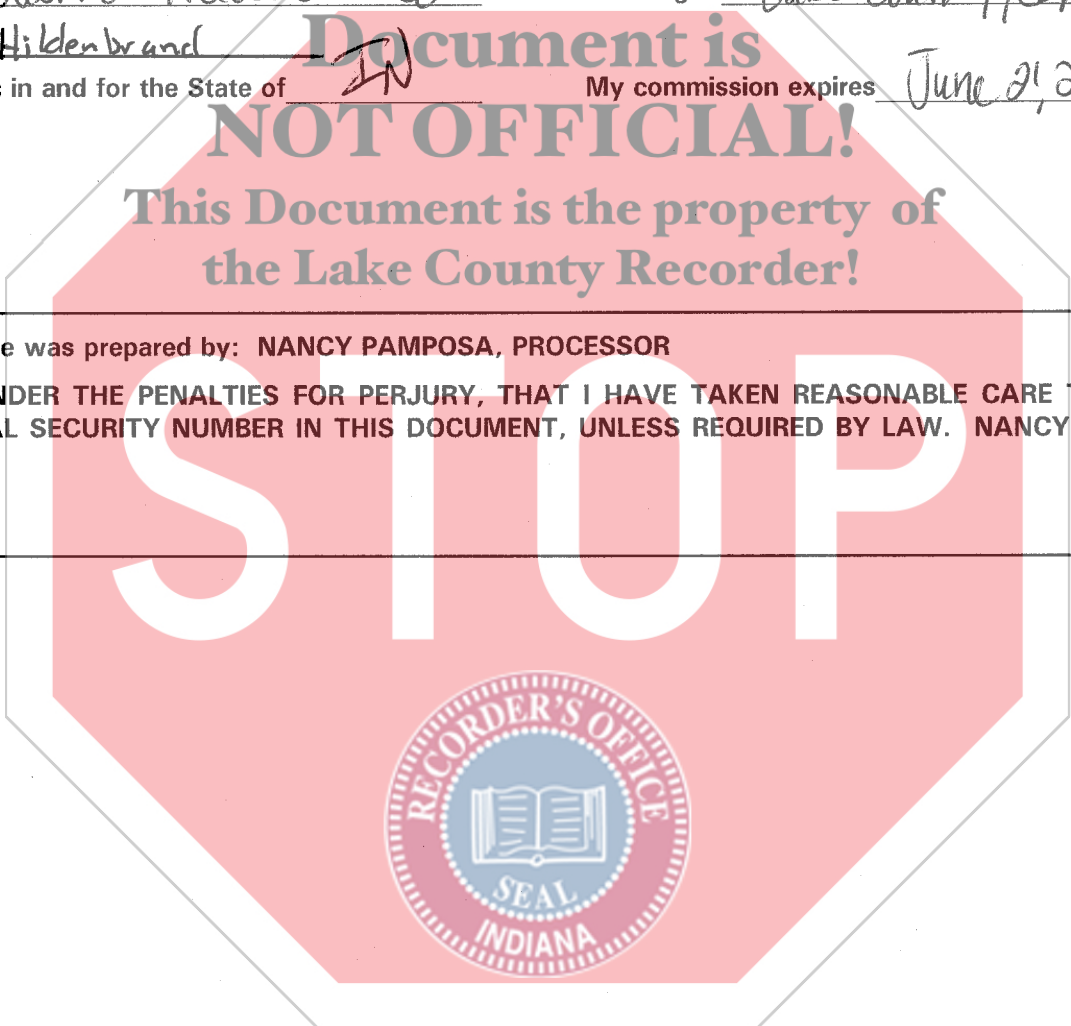 Hildenbrand
Document is
in and for the State of IN My commission expires June 21, 2
NOT OFFICIAL!
This Document is the property of
the Lake County Recorder!
e was prepared by: NANCY PAMPOSA, PROCESSOR
NDER THE PENALTIES FOR PERJURY, THAT I HAVE TAKEN REASONABLE CARE T
L SECURITY NUMBER IN THIS DOCUMENT, UNLESS REQUIRED BY LAW. NANCY
STOP
RECORDER'S OFFICE
SEAL
INDIANA